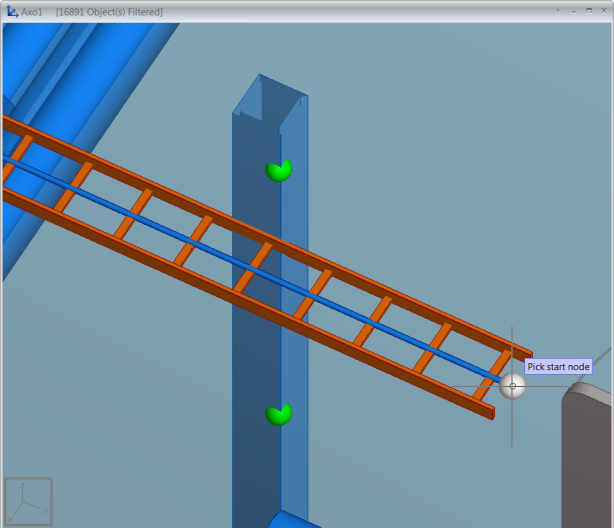 Axo1 [16891 Object(s) Filtered]
Pick start node
z
x y